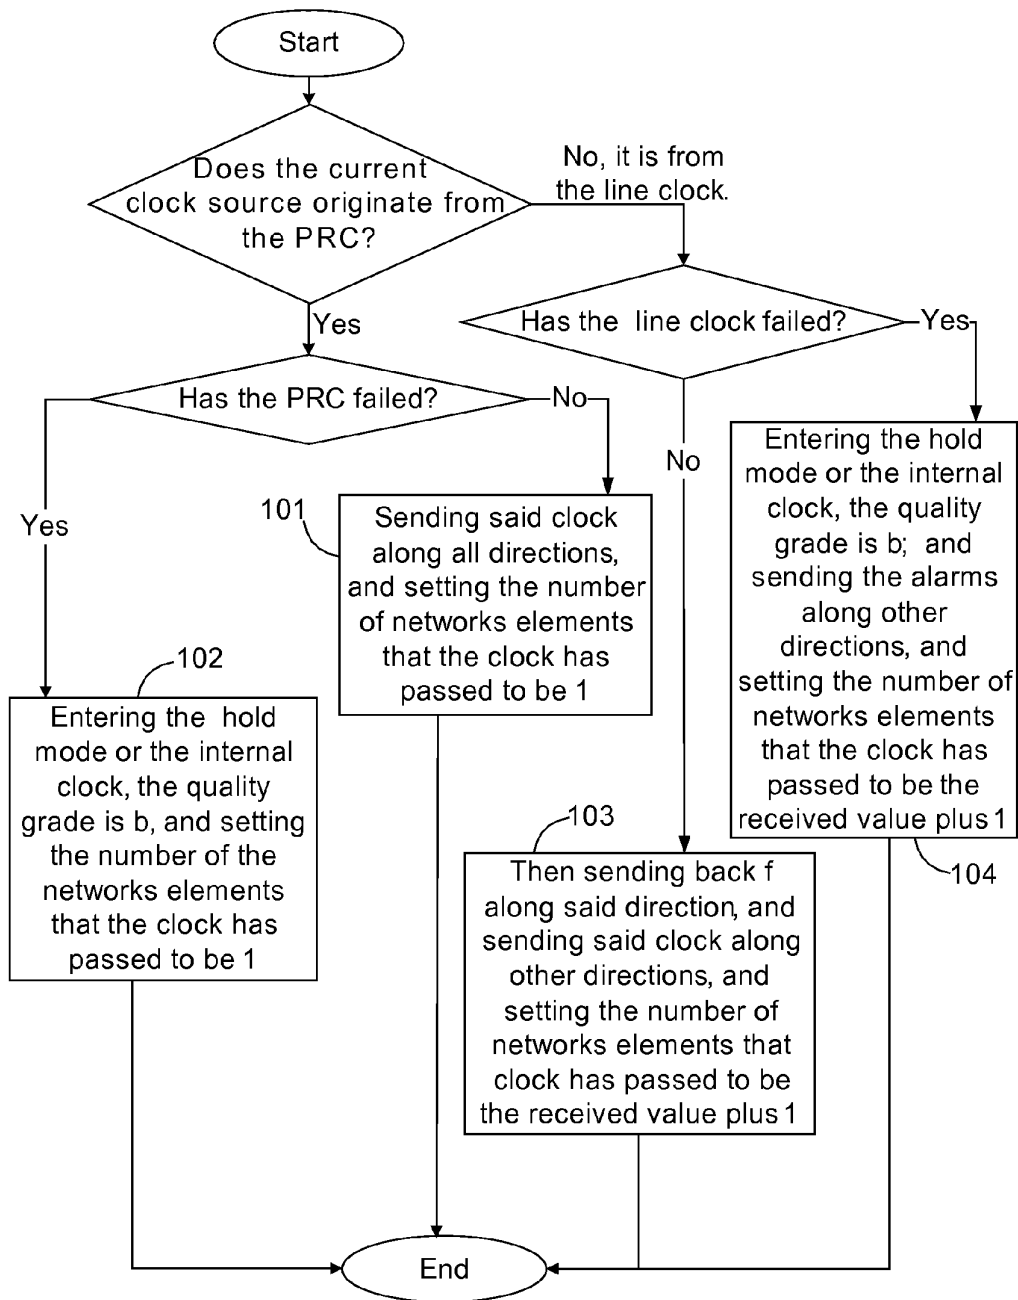 Start
Does the current
clock source originate from
the PRC?
No, it is from
the line clock.
Yes
Has the line clock failed?
Yes
Has the PRC failed?
No
No
Yes
101
Sending said clock
along all directions,
and setting the number
of networks elements
that the clock has
passed to be 1
Entering the hold
mode or the internal
clock, the quality
grade is b; and
sending the alarms
along other
directions, and
setting the number of
networks elements
that the clock has
passed to be the
received value plus 1
104
102
Entering the hold
mode or the internal
clock, the quality
grade is b, and setting
the number of the
networks elements
that the clock has
passed to be 1
103
Then sending back f
along said direction, and
sending said clock along
other directions, and
setting the number of
networks elements that
clock has passed to be
the received value plus 1
End